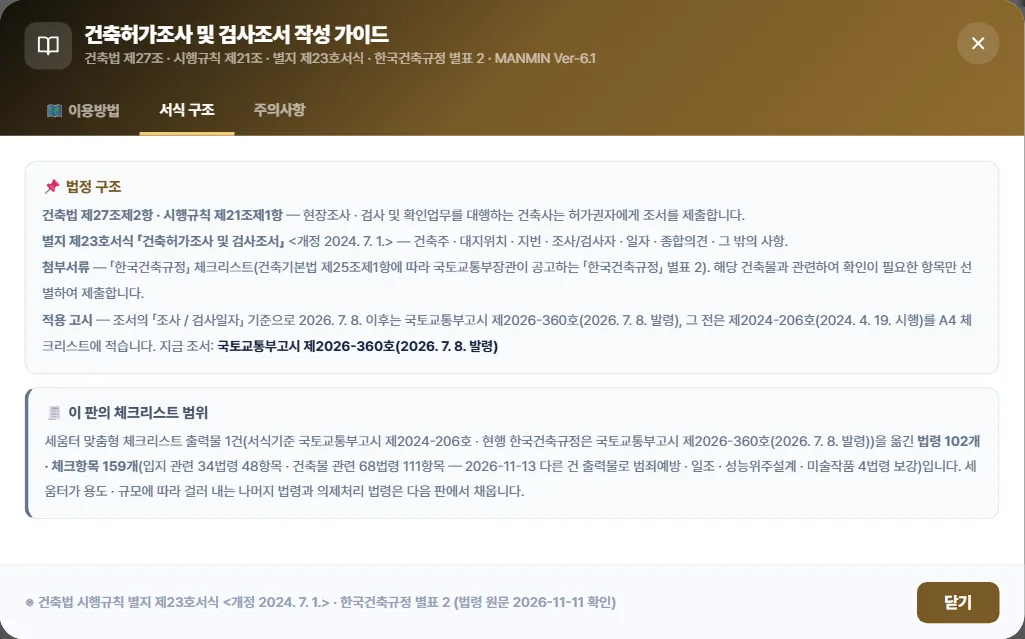 건축허가조사 및 검사조서 작성 가이드
건축법 제27조 · 시행규칙 제21조 · 별지 제23호서식 · 한국건축규정 별표 2 · MANMIN Ver-6.1
이용방법
서식 구조
주의사항
법정 구조
건축법 제27조제2항 · 시행규칙 제21조제1항 — 현장조사 · 검사 및 확인업무를 대행하는 건축사는 허가권자에게 조서를 제출합니다.
별지 제23호서식 「건축허가조사 및 검사조서」 <개정 2024. 7. 1.> — 건축주 · 대지위치 · 지번 · 조사/검사자 · 일자 · 종합의견 · 그 밖의 사항.
첨부서류 — 「한국건축규정」 체크리스트(건축기본법 제25조제1항에 따라 국토교통부장관이 공고하는 「한국건축규정」 별표 2). 해당 건축물과 관련하여 확인이 필요한 항목만 선
별하여 제출합니다.
적용 고시 — 조서의 「조사 / 검사일자」 기준으로 2026. 7. 8. 이후는 국토교통부고시 제2026-360호(2026. 7. 8. 발령), 그 전은 제2024-206호(2024. 4. 19. 시행)를 A4 체
크리스트에 적습니다. 지금 조서: 국토교통부고시 제2026-360호(2026. 7. 8. 발령)
이 판의 체크리스트 범위
세움터 맞춤형 체크리스트 출력물 1건(서식기준 국토교통부고시 제2024-206호 · 현행 한국건축규정은 국토교통부고시 제2026-360호(2026. 7. 8. 발령))을 옮긴 법령 102개
· 체크항목 159개(입지 관련 34법령 48항목 · 건축물 관련 68법령 111항목 — 2026-11-13 다른 건 출력물로 범죄예방 · 일조 · 성능위주설계 · 미술작품 4법령 보강)입니다. 세
움터가 용도 · 규모에 따라 걸러 내는 나머지 법령과 의제처리 법령은 다음 판에서 채웁니다.
※ 건축법 시행규칙 별지 제23호서식 <개정 2024. 7. 1.> · 한국건축규정 별표 2 (법령 원문 2026-11-11 확인)
닫기